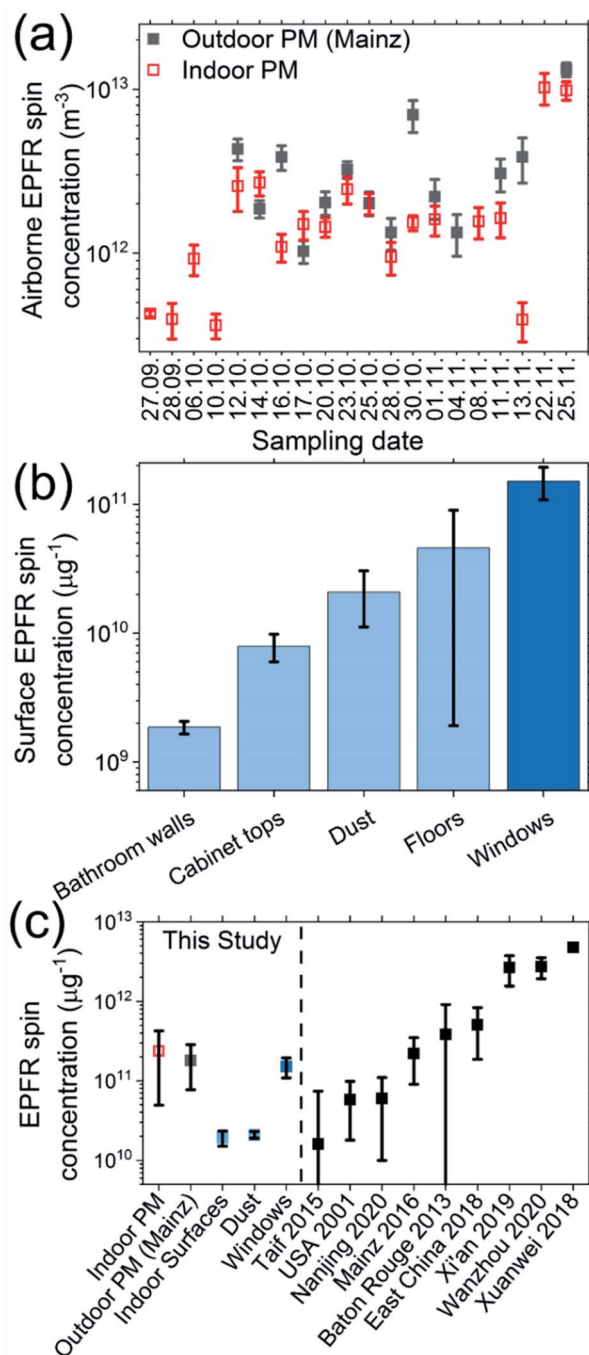 (a)
Outdoor PM (Mainz)
Indoor PM
Airborne EPFR spin
concentration (m⁻³)
10¹³
10¹²
27.09.
28.09.
06.10.
10.10.
12.10.
14.10.
16.10.
17.10.
20.10.
23.10.
25.10.
28.10.
30.10.
01.11.
04.11.
08.11.
11.11.
13.11.
22.11.
25.11.
Sampling date
(b)
Surface EPFR spin
concentration (μg⁻¹)
10¹¹
10¹⁰
10⁹
Bathroom walls
Cabinet tops
Dust
Floors
Windows
(c)
This Study
EPFR spin
concentration (μg⁻¹)
10¹³
10¹²
10¹¹
10¹⁰
Indoor PM
Outdoor PM (Mainz)
Indoor Surfaces
Dust
Windows
Taif 2015
USA 2001
Nanjing 2020
Mainz 2016
Baton Rouge 2013
East China 2018
Xi'an 2019
Wanzhou 2020
Xuanwei 2018